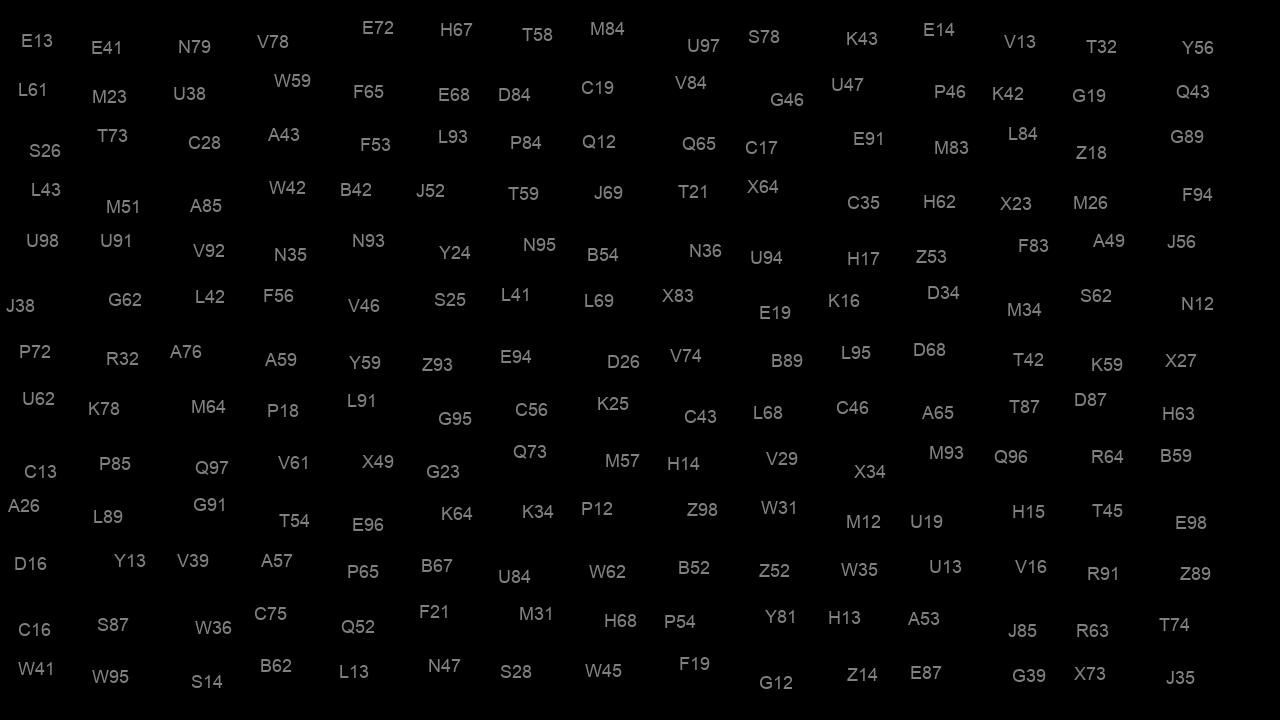 E13 E41 N79 V78 E72 H67 T58 M84 U97 S78 K43 E14 V13 T32 Y56
L61 M23 U38 W59 F65 E68 D84 C19 V84 G46 U47 P46 K42 G19 Q43
S26 T73 C28 A43 F53 L93 P84 Q12 Q65 C17 E91 M83 L84 Z18 G89
L43 M51 A85 W42 B42 J52 T59 J69 T21 X64 C35 H62 X23 M26 F94
U98 U91 V92 N35 N93 Y24 N95 B54 N36 U94 H17 Z53 F83 A49 J56
J38 G62 L42 F56 V46 S25 L41 L69 X83 E19 K16 D34 M34 S62 N12
P72 R32 A76 A59 Y59 Z93 E94 D26 V74 B89 L95 D68 T42 K59 X27
U62 K78 M64 P18 L91 G95 C56 K25 C43 L68 C46 A65 T87 D87 H63
C13 P85 Q97 V61 X49 G23 Q73 M57 H14 V29 X34 M93 Q96 R64 B59
A26 L89 G91 T54 E96 K64 K34 P12 Z98 W31 M12 U19 H15 T45 E98
D16 Y13 V39 A57 P65 B67 U84 W62 B52 Z52 W35 U13 V16 R91 Z89
C16 S87 W36 C75 Q52 F21 M31 H68 P54 Y81 H13 A53 J85 R63 T74
W41 W95 S14 B62 L13 N47 S28 W45 F19 G12 Z14 E87 G39 X73 J35